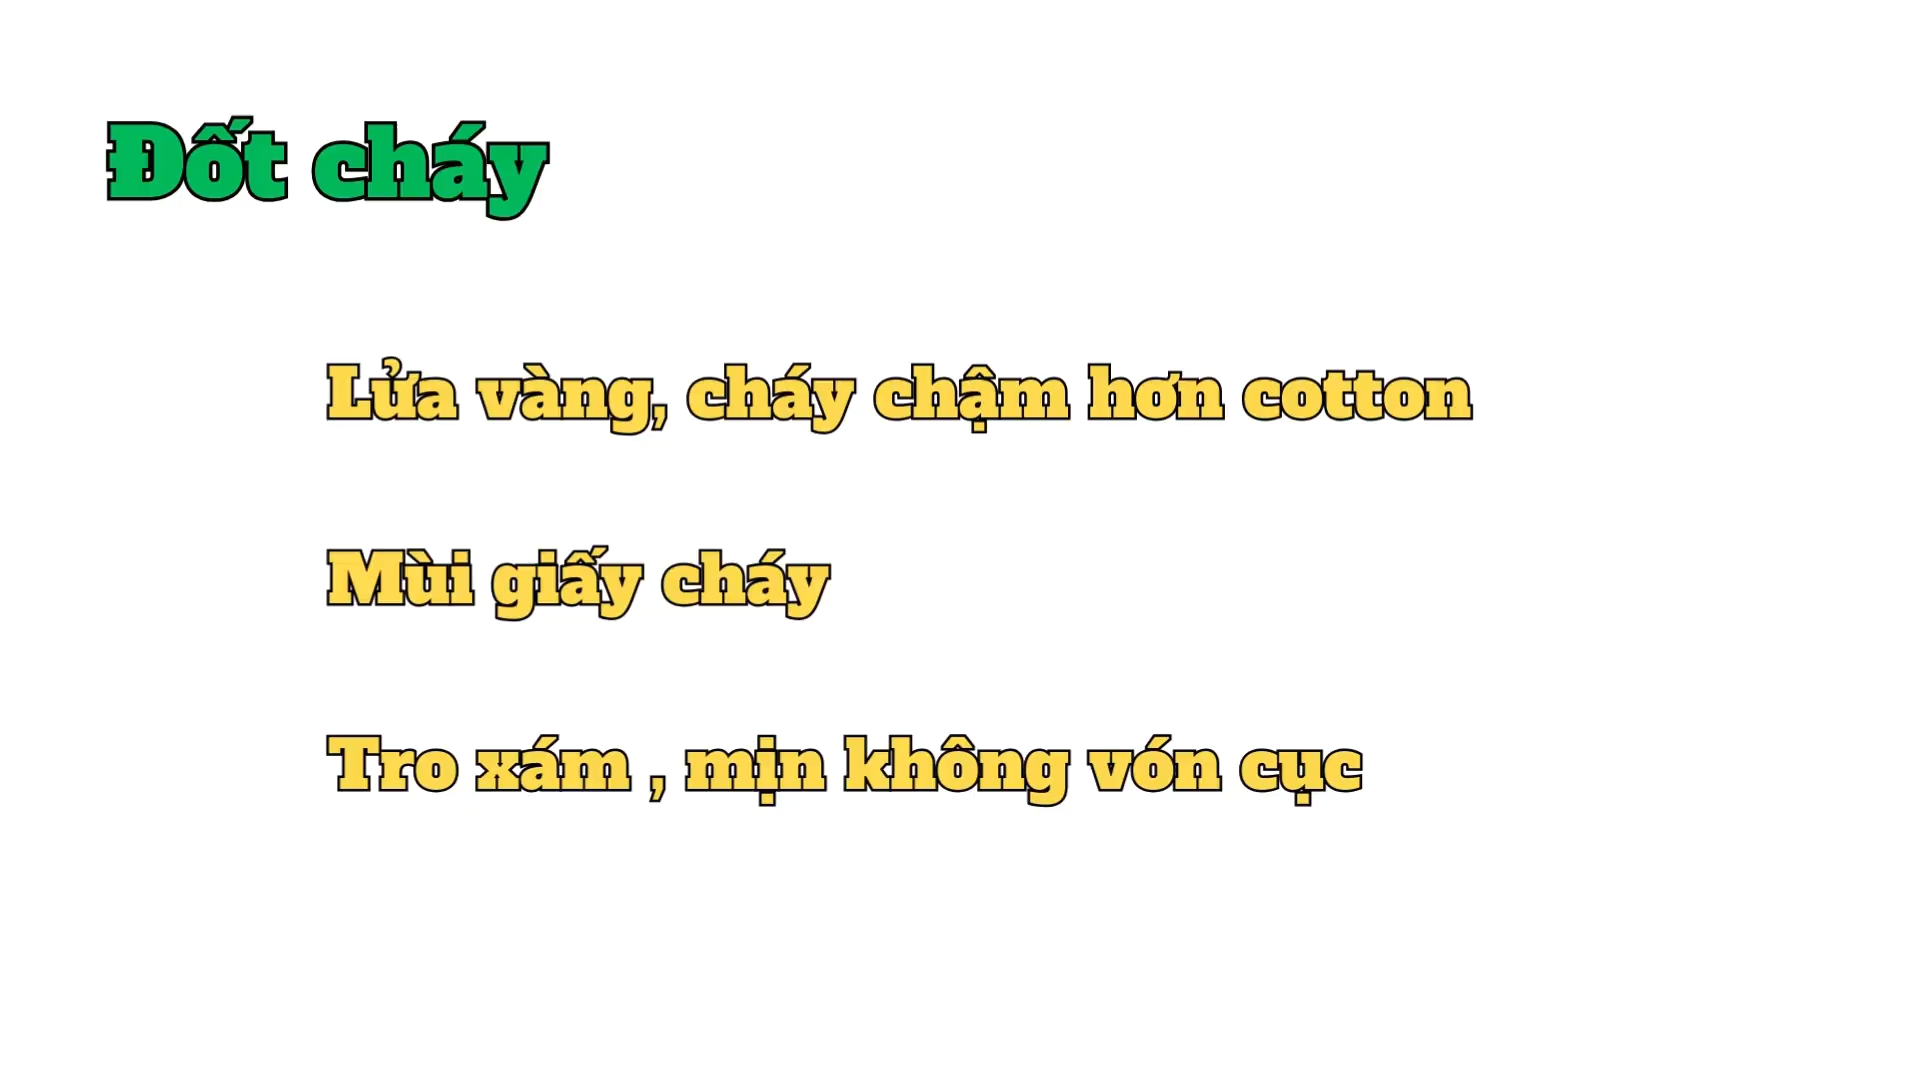 Đốt cháy
Lửa vàng, cháy chậm hơn cotton
Mùi giấy cháy
Tro xám , mịn không vón cục